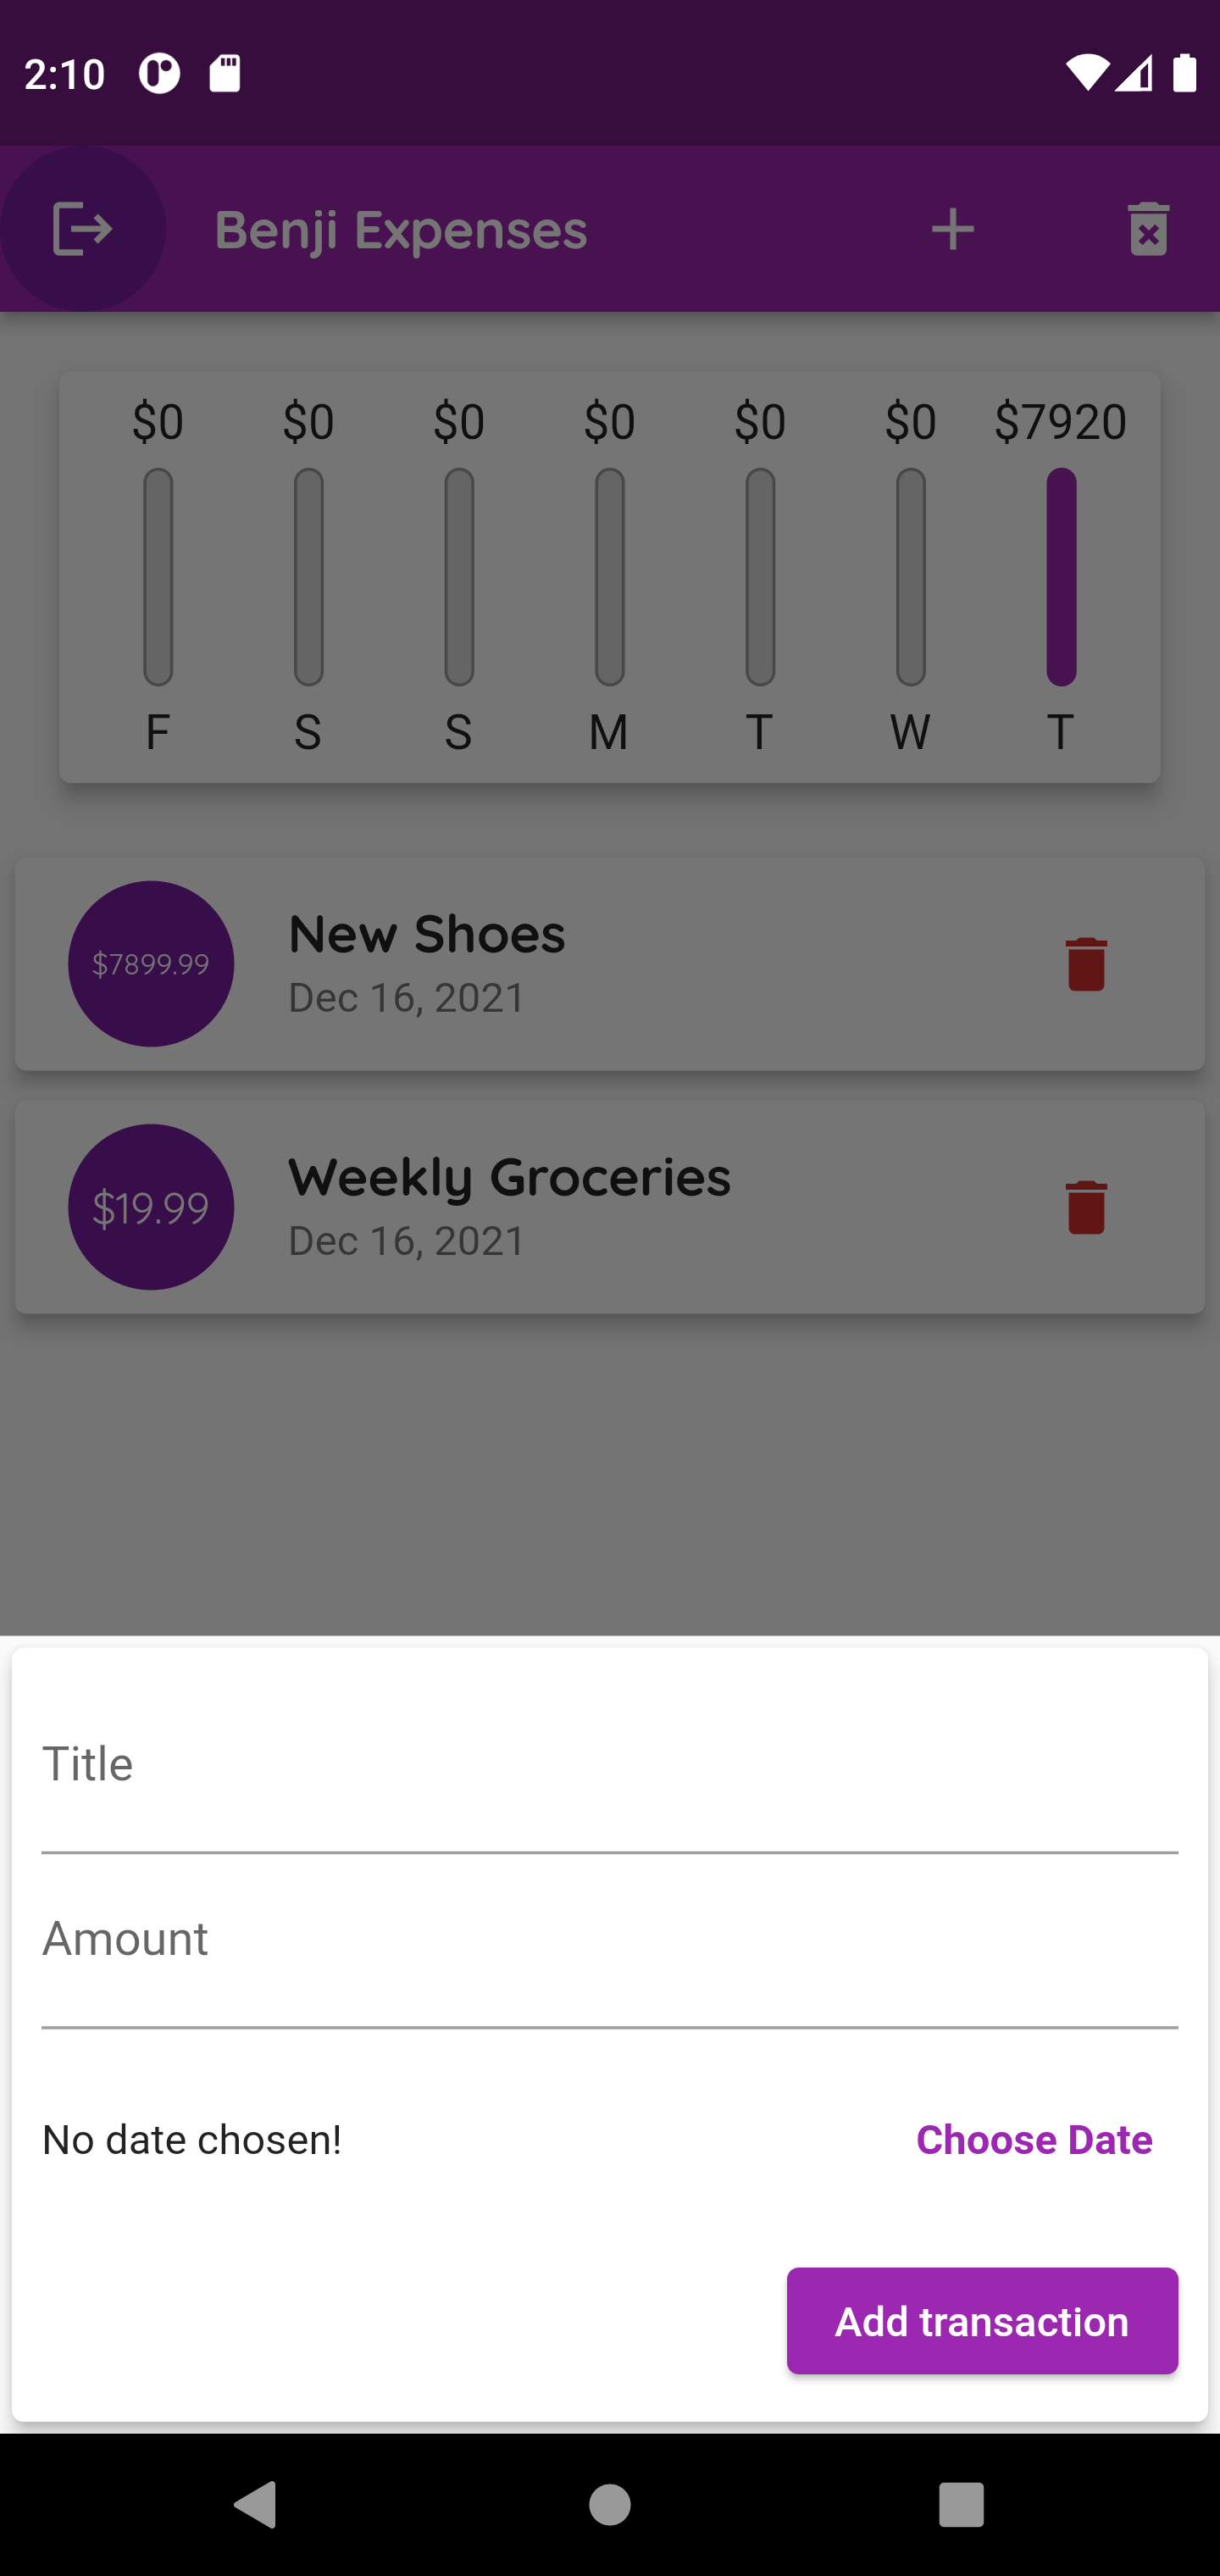 2:10
Benji Expenses
$0 $0 $0 $0 $0 $0 $7920
F S S M T W T
$7899.99
New Shoes
Dec 16, 2021
$19.99
Weekly Groceries
Dec 16, 2021
Title
Amount
No date chosen! Choose Date
Add transaction